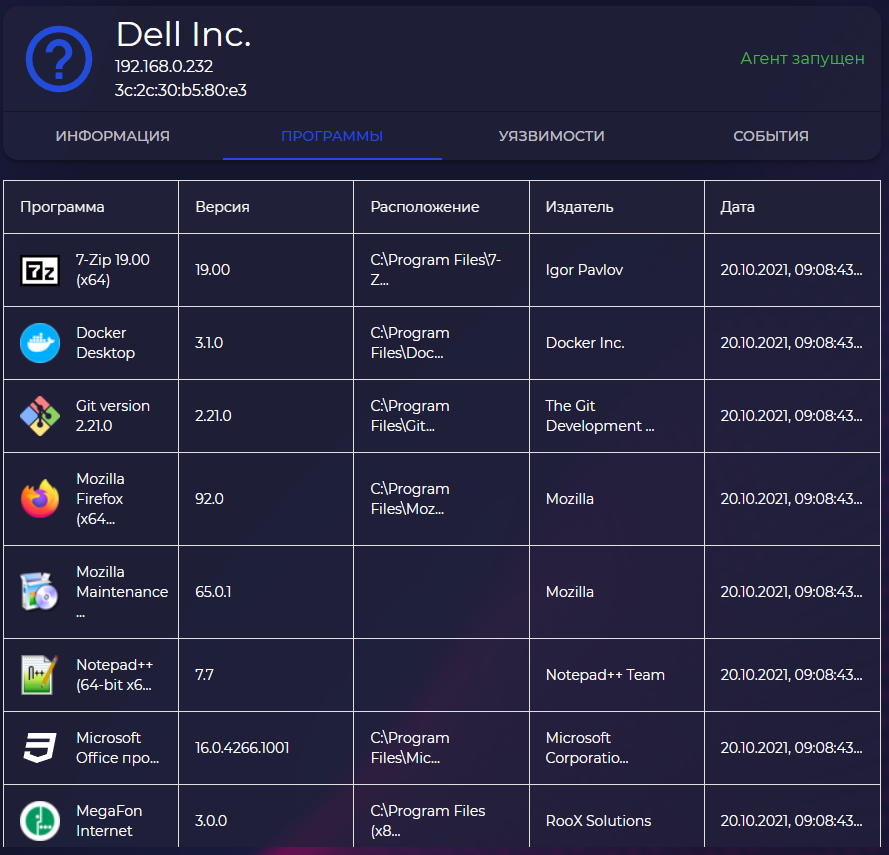 Dell Inc.
192.168.0.232
3c:2c:30:b5:80:e3
Агент запущен
ИНФОРМАЦИЯ ПРОГРАММЫ УЯЗВИМОСТИ СОБЫТИЯ
Программа Версия Расположение Издатель Дата
7-Zip 19.00
(x64)
19.00
C:\Program Files\7-
Z...
Igor Pavlov
20.10.2021, 09:08:43...
Docker
Desktop
3.1.0
C:\Program
Files\Doc...
Docker Inc.
20.10.2021, 09:08:43...
Git version
2.21.0
2.21.0
C:\Program
Files\Git...
The Git
Development ...
20.10.2021, 09:08:43...
Mozilla
Firefox
(x64...
92.0
C:\Program
Files\Moz...
Mozilla
20.10.2021, 09:08:43...
Mozilla
Maintenance
...
65.0.1
Mozilla
20.10.2021, 09:08:43...
Notepad++
(64-bit x6...
7.7
Notepad++ Team
20.10.2021, 09:08:43...
Microsoft
Office про...
16.0.4266.1001
C:\Program
Files\Mic...
Microsoft
Corporatio...
20.10.2021, 09:08:43...
MegaFon
Internet
3.0.0
C:\Program Files
(x8...
RooX Solutions
20.10.2021, 09:08:43...